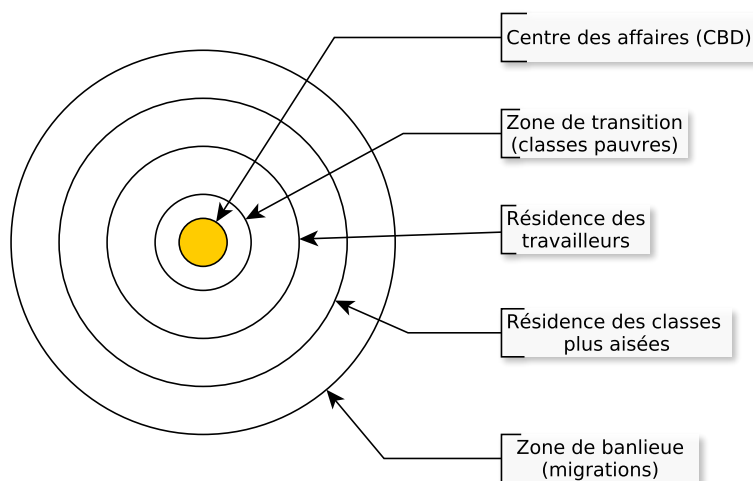 Centre des affaires (CBD)
Zone de transition
(classes pauvres)
Résidence des
travailleurs
Résidence des classes
plus aisées
Zone de banlieue
(migrations)